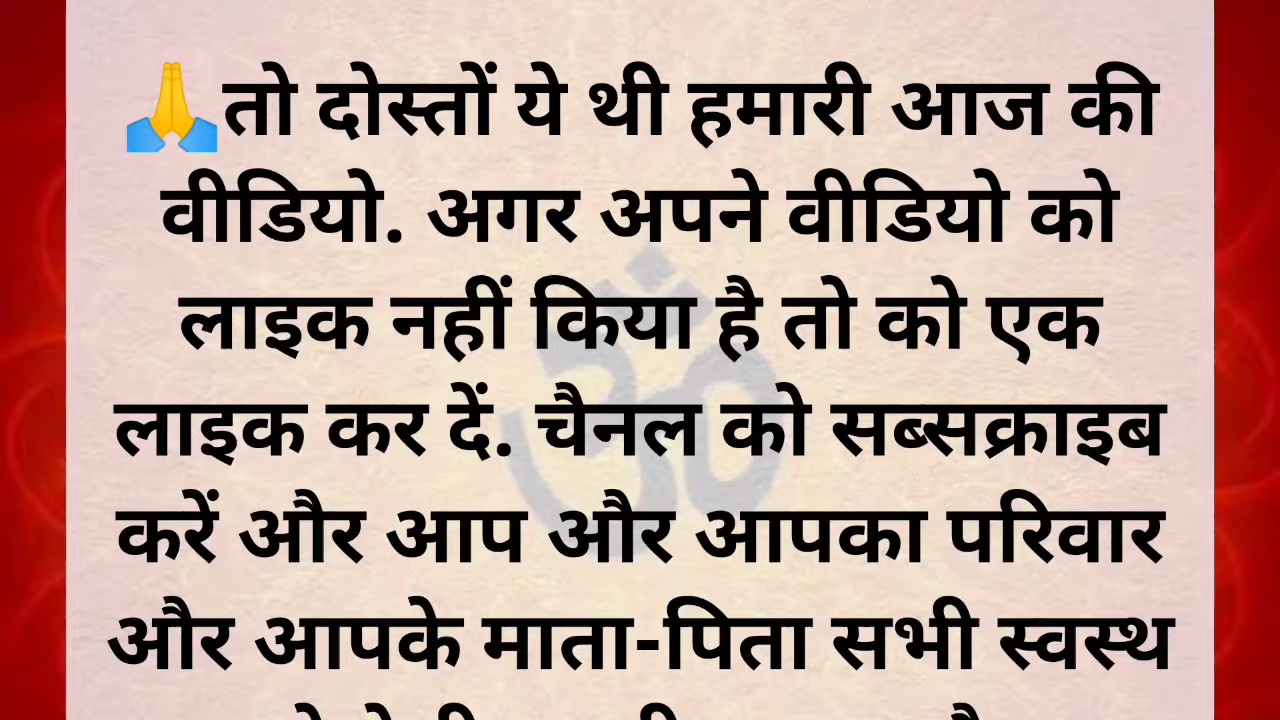 🙏तो दोस्तों ये थी हमारी आज की
वीडियो. अगर अपने वीडियो को
लाइक नहीं किया है तो को एक
लाइक कर दें. चैनल को सब्सक्राइब
करें और आप और आपका परिवार
और आपके माता-पिता सभी स्वस्थ